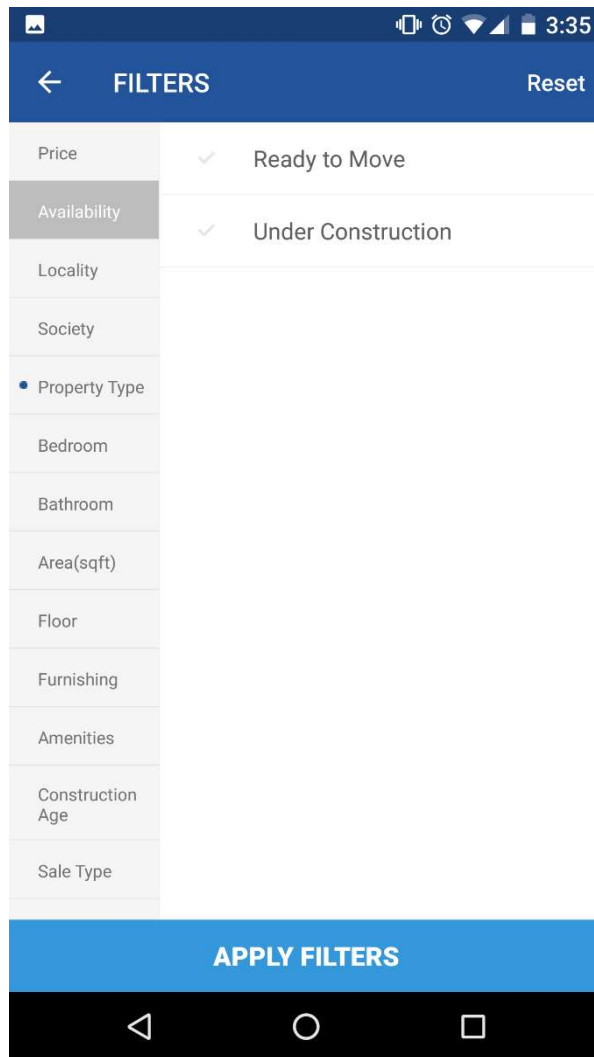 3:35
FILTERS
Reset
Price
Ready to Move
Availability
Under Construction
Locality
Society
Property Type
Bedroom
Bathroom
Area(sqft)
Floor
Furnishing
Amenities
Construction
Age
Sale Type
APPLY FILTERS